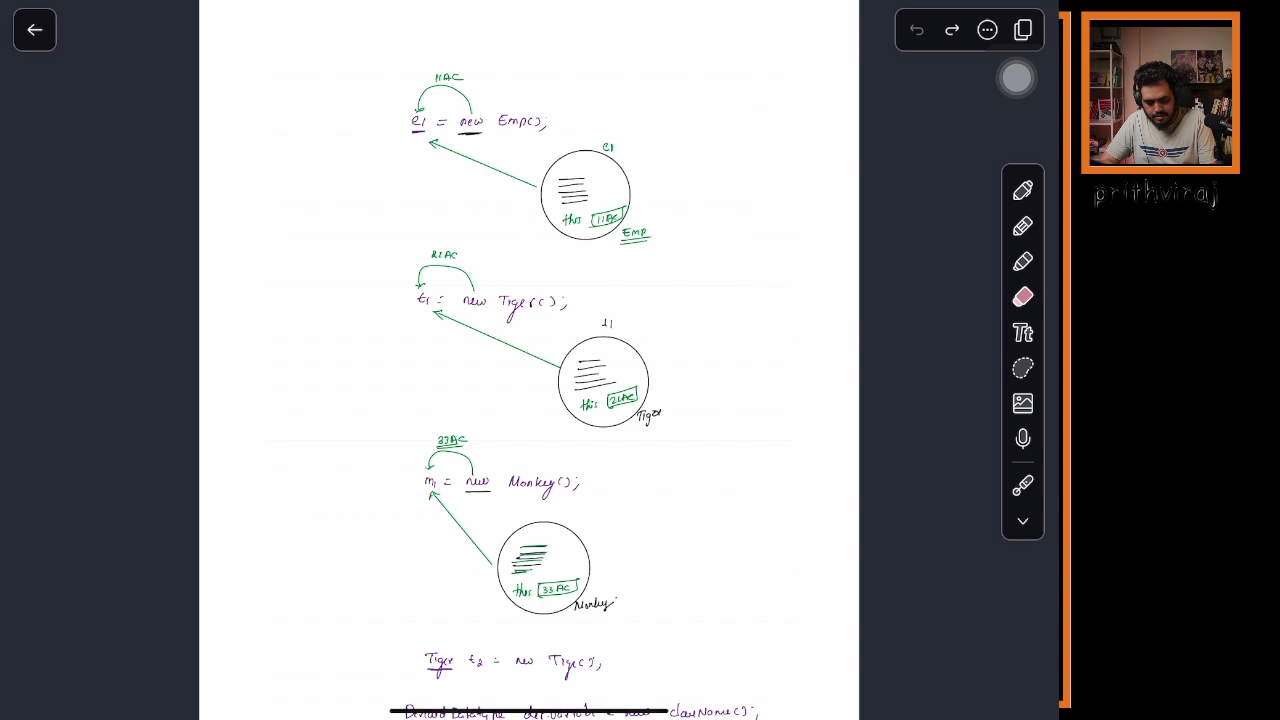 11AC
e1 = new Emp();
e1
this 11AC
Emp
21AC
t1 = new Tiger();
t1
this 21AC
Tiger
33AC
m1 = new Monkey();
this 33AC
Monkey
Tiger t2 = new Tiger();
className();
Tt
prithviraj